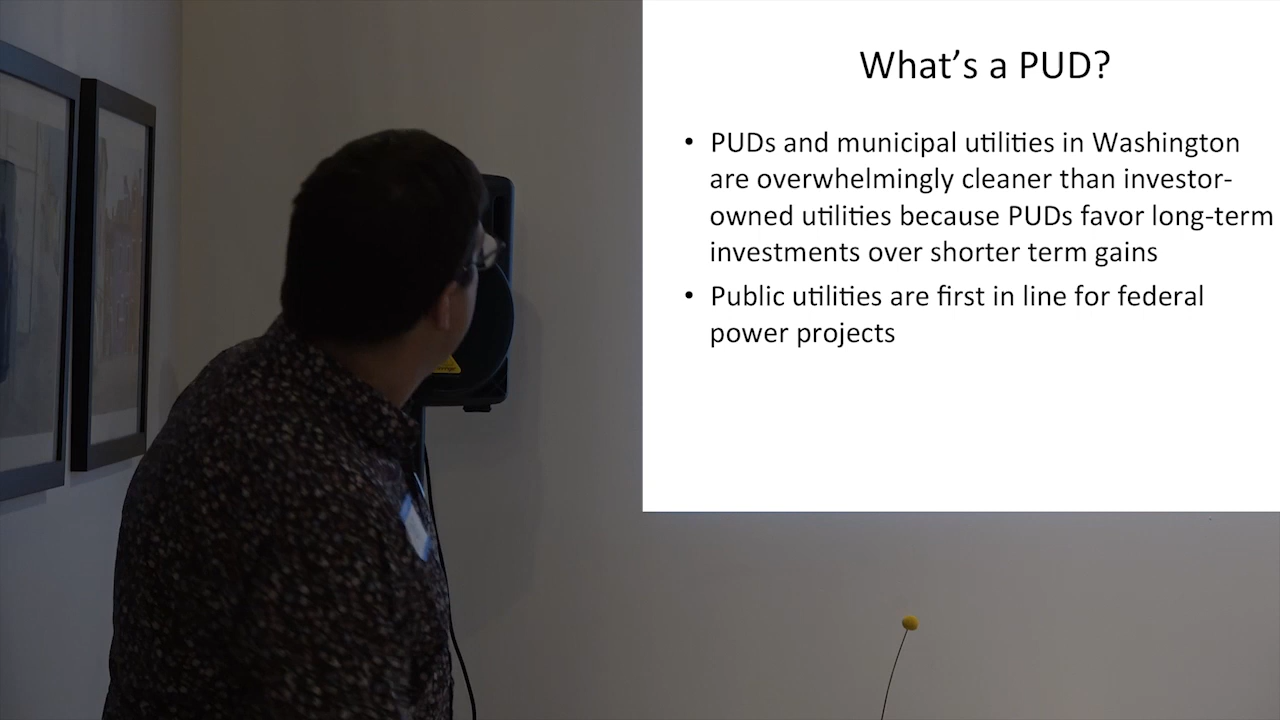 What's a PUD?
• PUDs and municipal utilities in Washington
are overwhelmingly cleaner than investor-
owned utilities because PUDs favor long-term
investments over shorter term gains
• Public utilities are first in line for federal
power projects